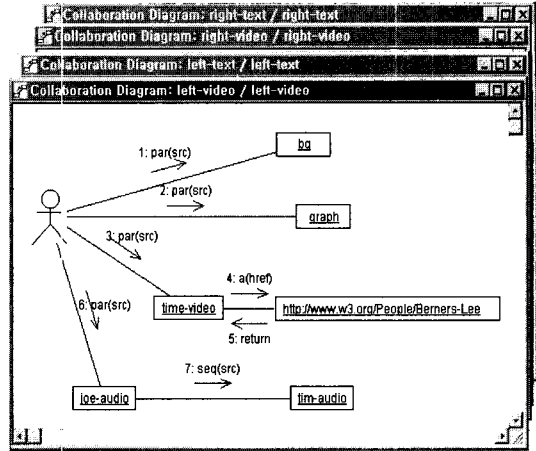 Collaboration Diagram: right-text / right-text
Collaboration Diagram: right-video / right-video
Collaboration Diagram: left-text / left-text
Collaboration Diagram: left-video / left-video
1: par(src)
bg
2: par(src)
graph
3: par(src)
4: a(href)
time-video
http://www.w3.org/People/Berners-Lee
6: par(src)
5: return
7: seq(src)
joe-audio
tim-audio